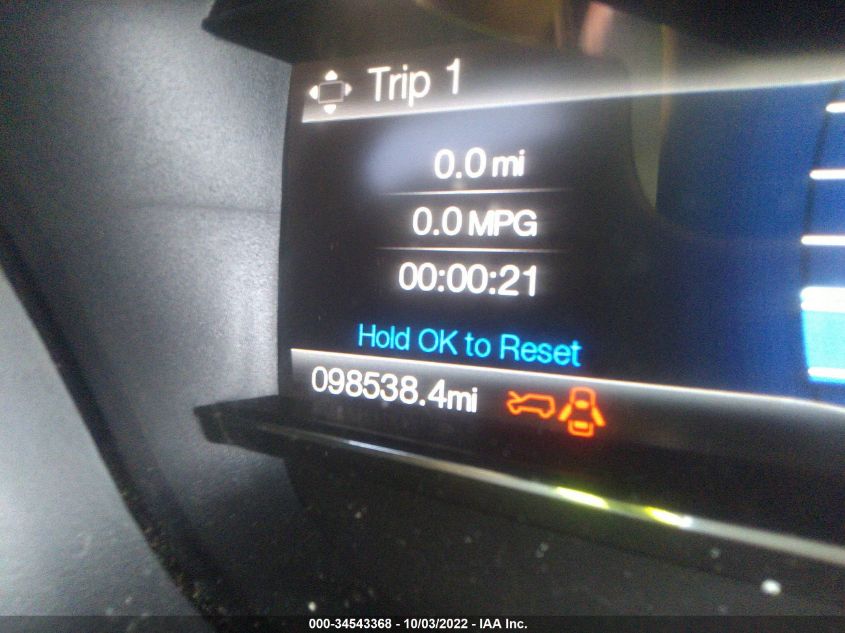 Trip 1
0.0 mi
0.0 MPG
00:00:21
Hold OK to Reset
098538.4mi
000-34543368 - 10/03/2022 - IAA Inc.